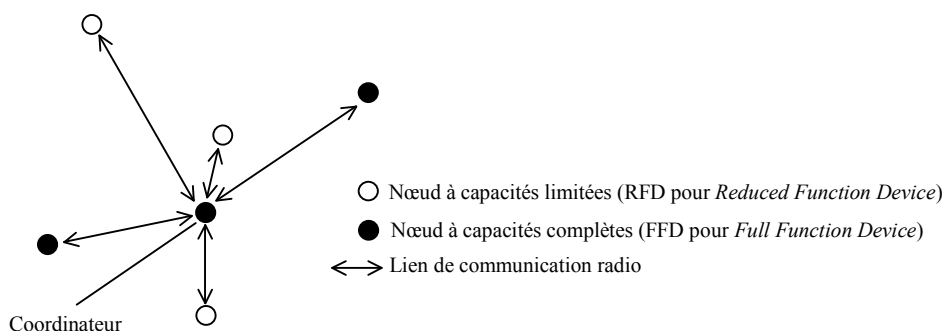 Nœud à capacités limitées (RFD pour Reduced Function Device)
Nœud à capacités complètes (FFD pour Full Function Device)
Lien de communication radio
Coordinateur